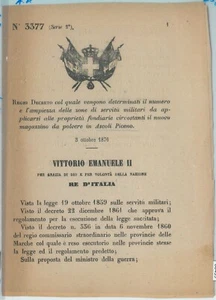 N° 3377 (Serie 2ª)
1
REGIO DECRETO col quale vengono determinati il numero
e l'ampiezza delle zone di servitù militari da ap-
plicarsi alle proprietà fondiarie circostanti il nuovo
magazzino da polvere in Ascoli Piceno.
2 ottobre 1876
VITTORIO EMANUELE II
PER GRAZIA DI DIO E PER VOLONTÀ DELLA NAZIONE
RE D'ITALIA
Vista la legge 19 ottobre 1859 sulle servitù militari;
Visto il decreto 22 dicembre 1861 che approva il
regolamento per la esecuzione della legge succitata;
Visto il decreto n. 536 in data 6 novembre 1860
del regio commissario straordinario nelle provincie delle
Marche col quale è reso esecutorio nelle provincie stesse
la legge ed il regolamento predetto;
Sulla proposta del ministro della guerra;